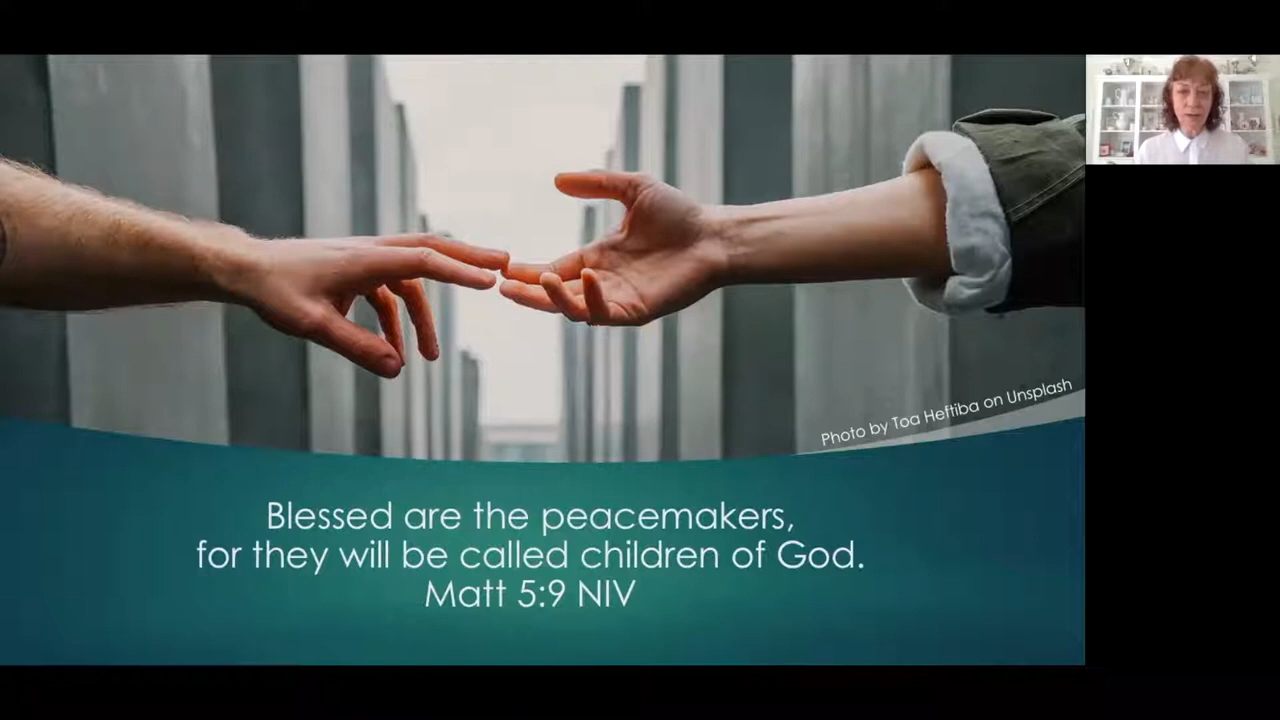 Photo by Toa Heftiba on Unsplash
Blessed are the peacemakers,
for they will be called children of God.
Matt 5:9 NIV